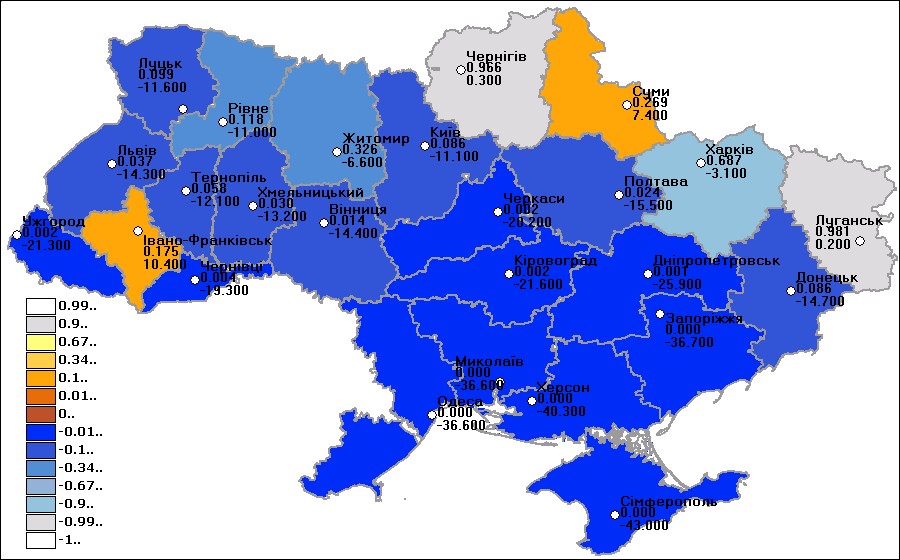 Луцьк
0.099
-11.600
Рівне
0.118
-11.000
Житомир
0.326
-6.600
Київ
0.086
-11.100
Чернігів
0.966
0.300
Суми
0.269
7.400
Львів
0.037
-14.300
Тернопіль
0.058
-12.100
Хмельницький
0.030
-13.200
Вінниця
0.014
-14.400
Черкаси
0.002
-20.200
Полтава
0.024
-15.500
Харків
0.687
-3.100
Луганськ
0.981
0.200
Ужгород
0.002
-21.300
Івано-Франківськ
0.175
10.400
Чернівці
0.004
-19.300
Кіровоград
0.002
-21.600
Дніпропетровськ
0.001
-25.900
Донецьк
0.086
-14.700
Запоріжжя
0.000
-36.700
Миколаїв
0.000
-36.600
Херсон
0.000
-40.300
Одеса
0.000
-36.600
Сімферополь
0.000
-43.000
0.99..
0.9..
0.67..
0.34..
0.1..
0.01..
0..
-0.01..
-0.1..
-0.34..
-0.67..
-0.9..
-0.99..
-1..